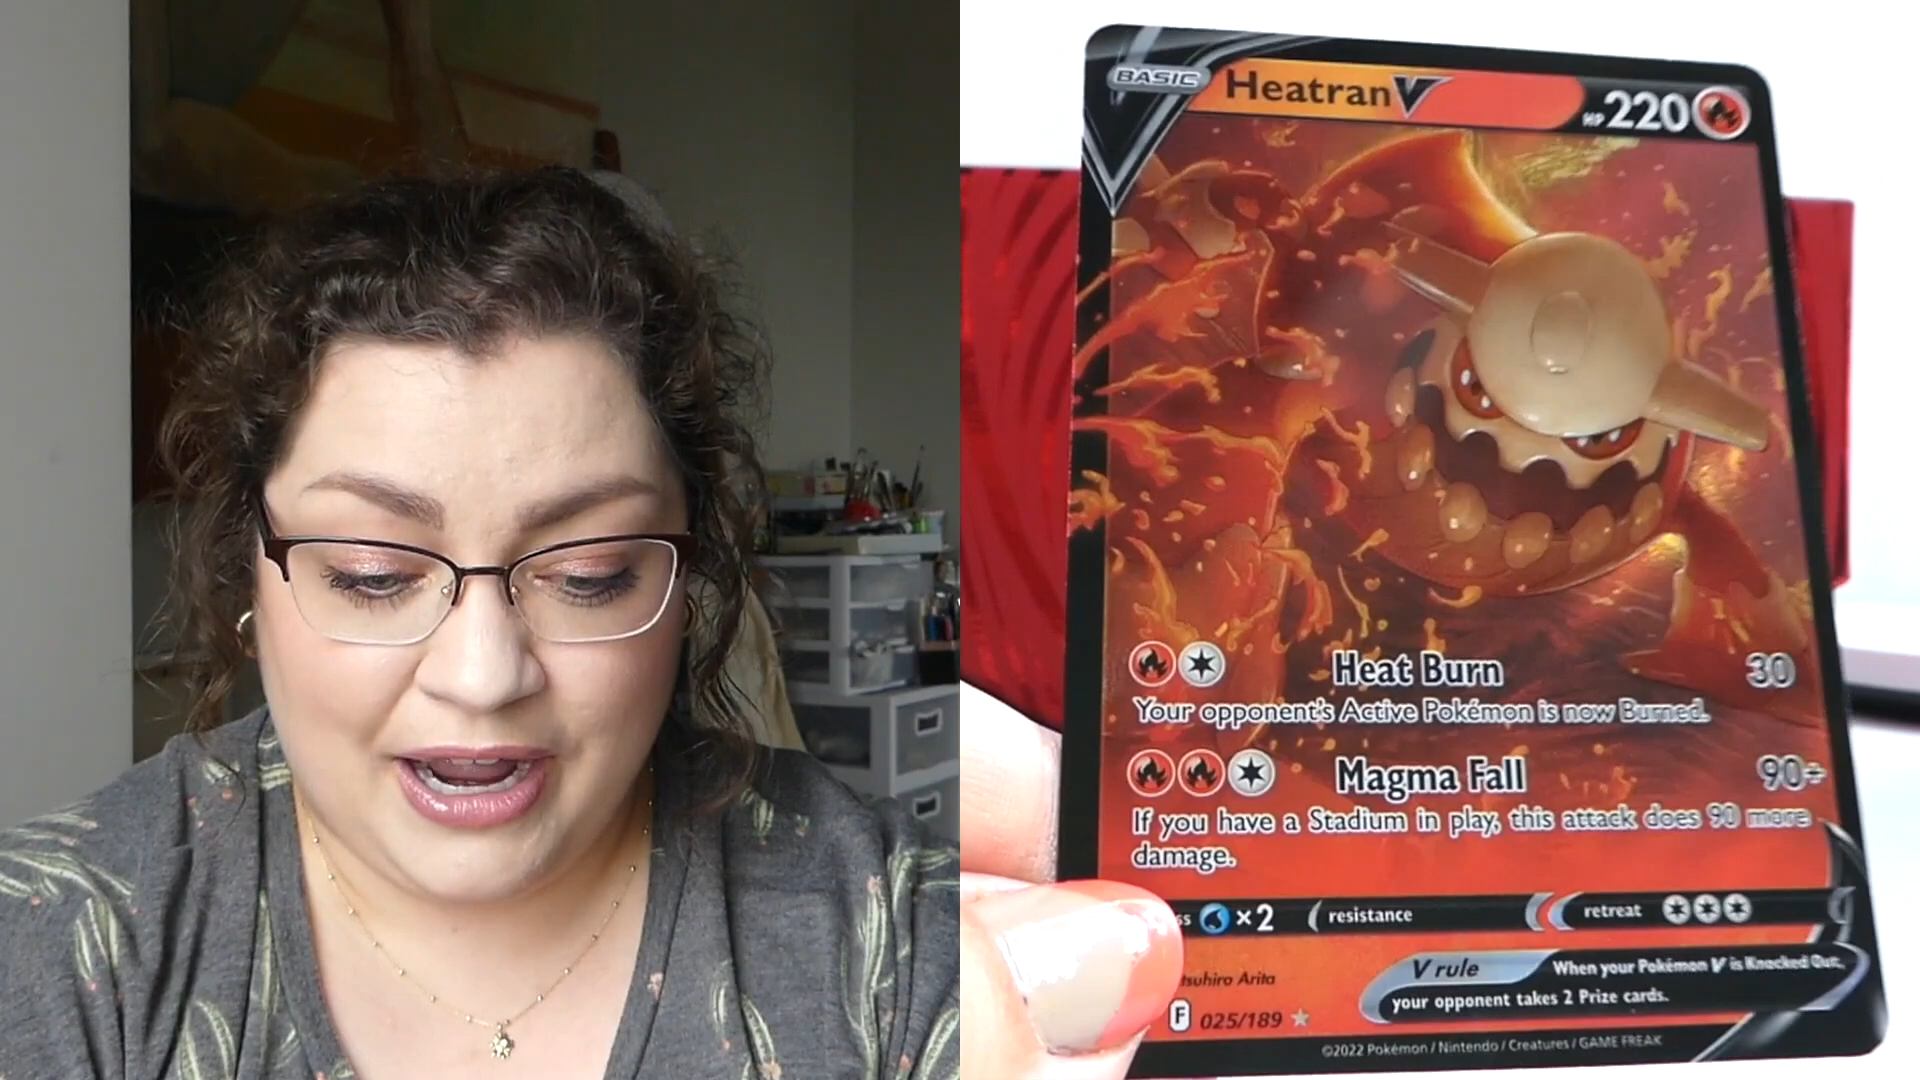 BASIC Heatran V HP 220
Heat Burn 30
Your opponent's Active Pokémon is now Burned.
Magma Fall 90+
If you have a Stadium in play, this attack does 90 more
damage.
×2 resistance retreat
V rule When your Pokémon V is Knocked Out,
your opponent takes 2 Prize cards.
Arita
F 025/189
©2022 Pokémon / Nintendo / Creatures / GAME FREAK